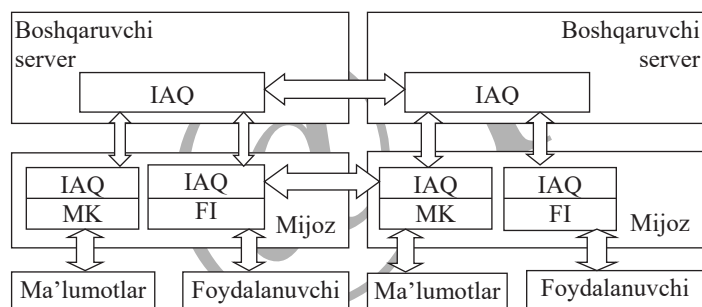 Boshqaruvchi
server
IAQ
Boshqaruvchi
server
IAQ
IAQ
MK
IAQ
FI
Mijoz
IAQ
MK
IAQ
FI
Mijoz
Ma’lumotlar
Foydalanuvchi
Ma’lumotlar
Foydalanuvchi